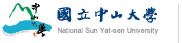 國立中山大學
National Sun Yat-sen University